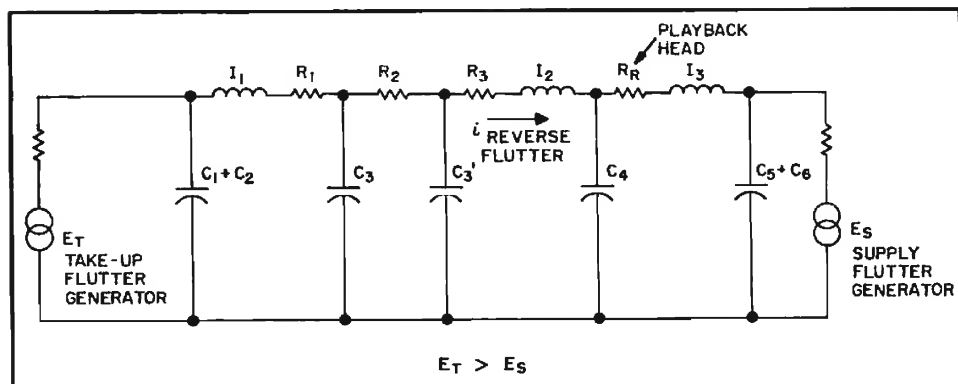 PLAYBACK
HEAD
I1 R1 R2 R3 I2 RR I3
i REVERSE
FLUTTER
C1 + C2 C3 C3' C4 C5 + C6
ET
TAKE-UP
FLUTTER
GENERATOR
ES
SUPPLY
FLUTTER
GENERATOR
ET > ES